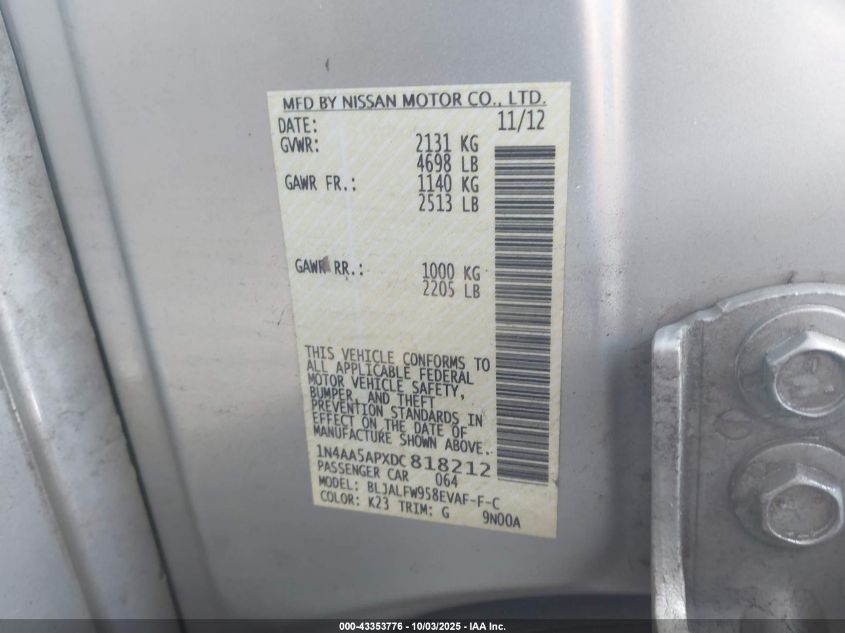 MFD BY NISSAN MOTOR CO., LTD.
DATE: 11/12
GVWR: 2131 KG
4698 LB
GAWR FR.: 1140 KG
2513 LB
GAWR RR.: 1000 KG
2205 LB
THIS VEHICLE CONFORMS TO
ALL APPLICABLE FEDERAL
MOTOR VEHICLE SAFETY,
BUMPER, AND THEFT
PREVENTION STANDARDS IN
EFFECT ON THE DATE OF
MANUFACTURE SHOWN ABOVE.
1N4AA5APXDC818212
PASSENGER CAR 064
MODEL: BLJALFW958EVAF-F-C
COLOR: K23 TRIM: G 9N00A
000-43353776 - 10/03/2025 - IAA Inc.